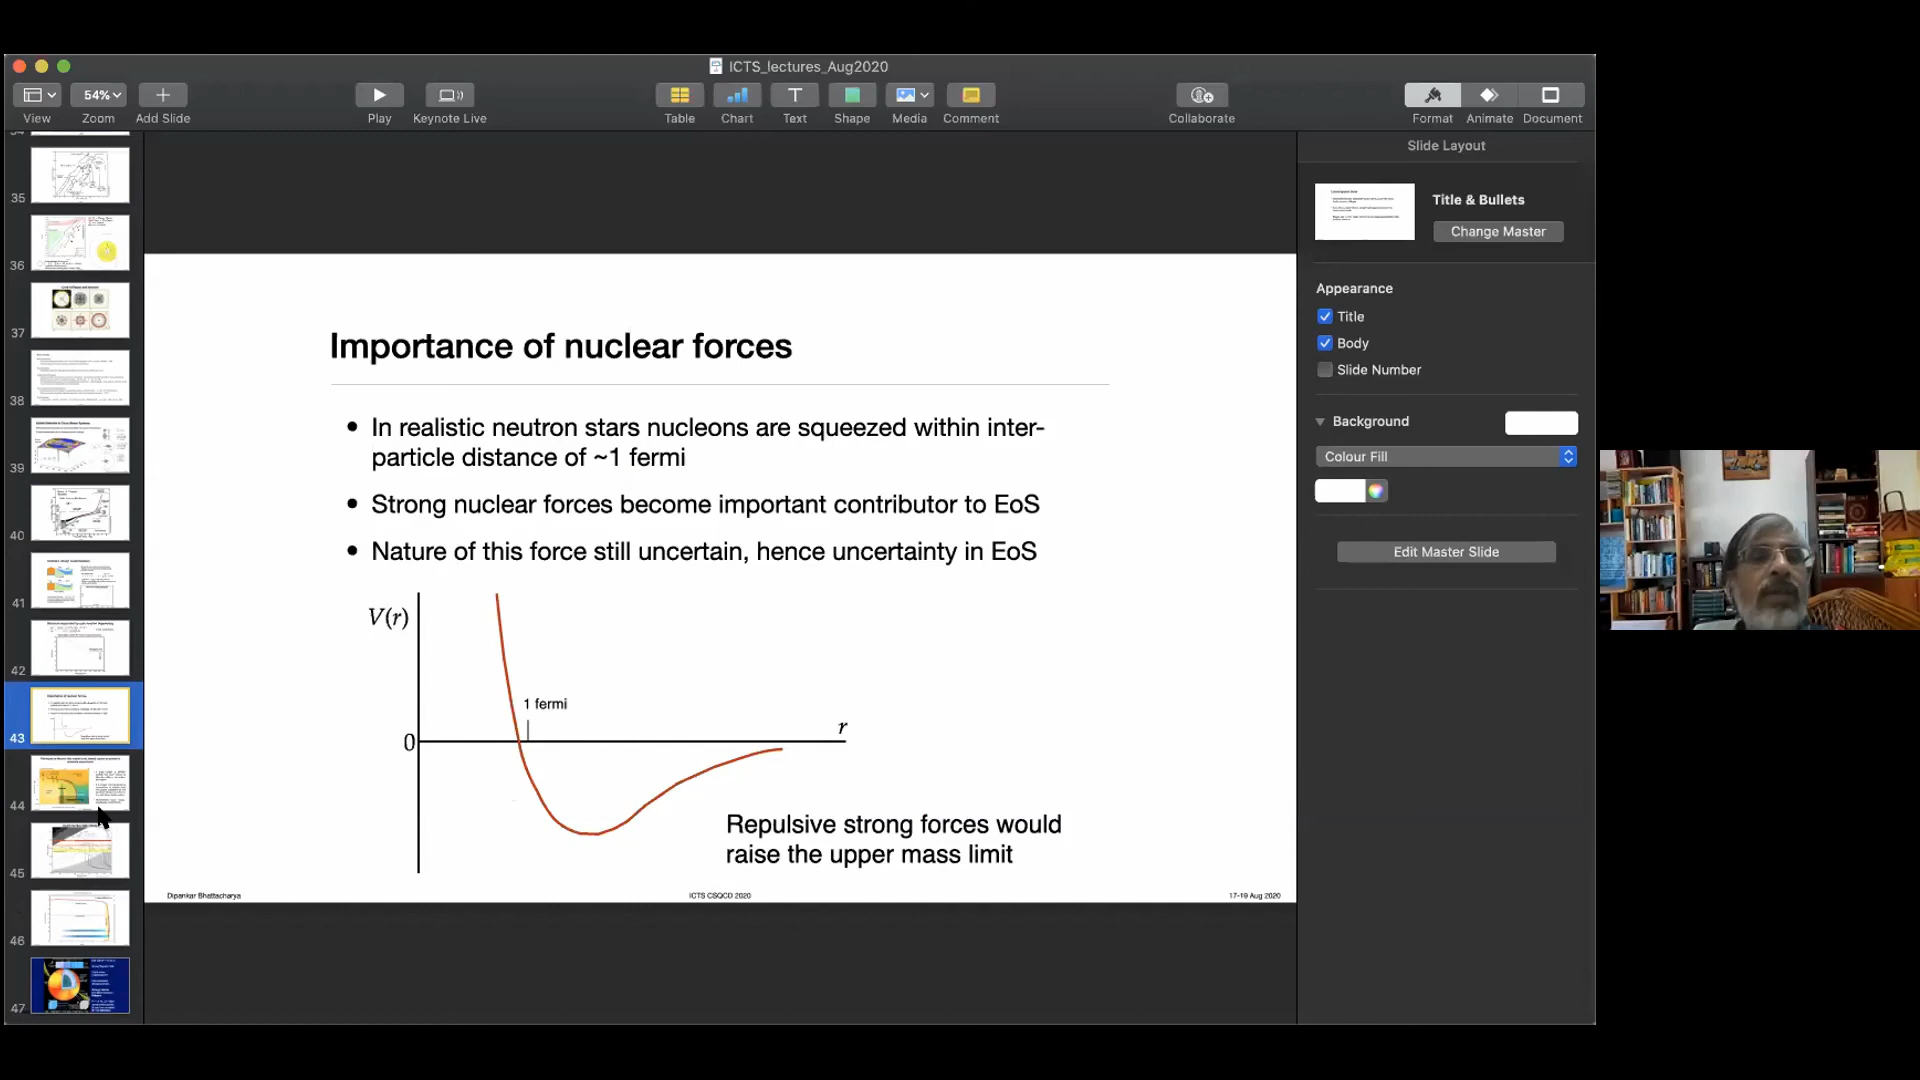 ICTS_lectures_Aug2020
54%
View
Zoom
Add Slide
Play
Keynote Live
Table
Chart
Text
Shape
Media
Comment
Collaborate
Format
Animate
Document
35
36
37
38
39
40
41
42
43
44
45
46
47
Importance of nuclear forces
• In realistic neutron stars nucleons are squeezed within inter-
particle distance of ~1 fermi
• Strong nuclear forces become important contributor to EoS
• Nature of this force still uncertain, hence uncertainty in EoS
V(r)
1 fermi
r
0
Repulsive strong forces would
raise the upper mass limit
Dipankar Bhattacharya
ICTS CSQCD 2020
17-19 Aug 2020
Slide Layout
Title & Bullets
Change Master
Appearance
Title
Body
Slide Number
Background
Colour Fill
Edit Master Slide